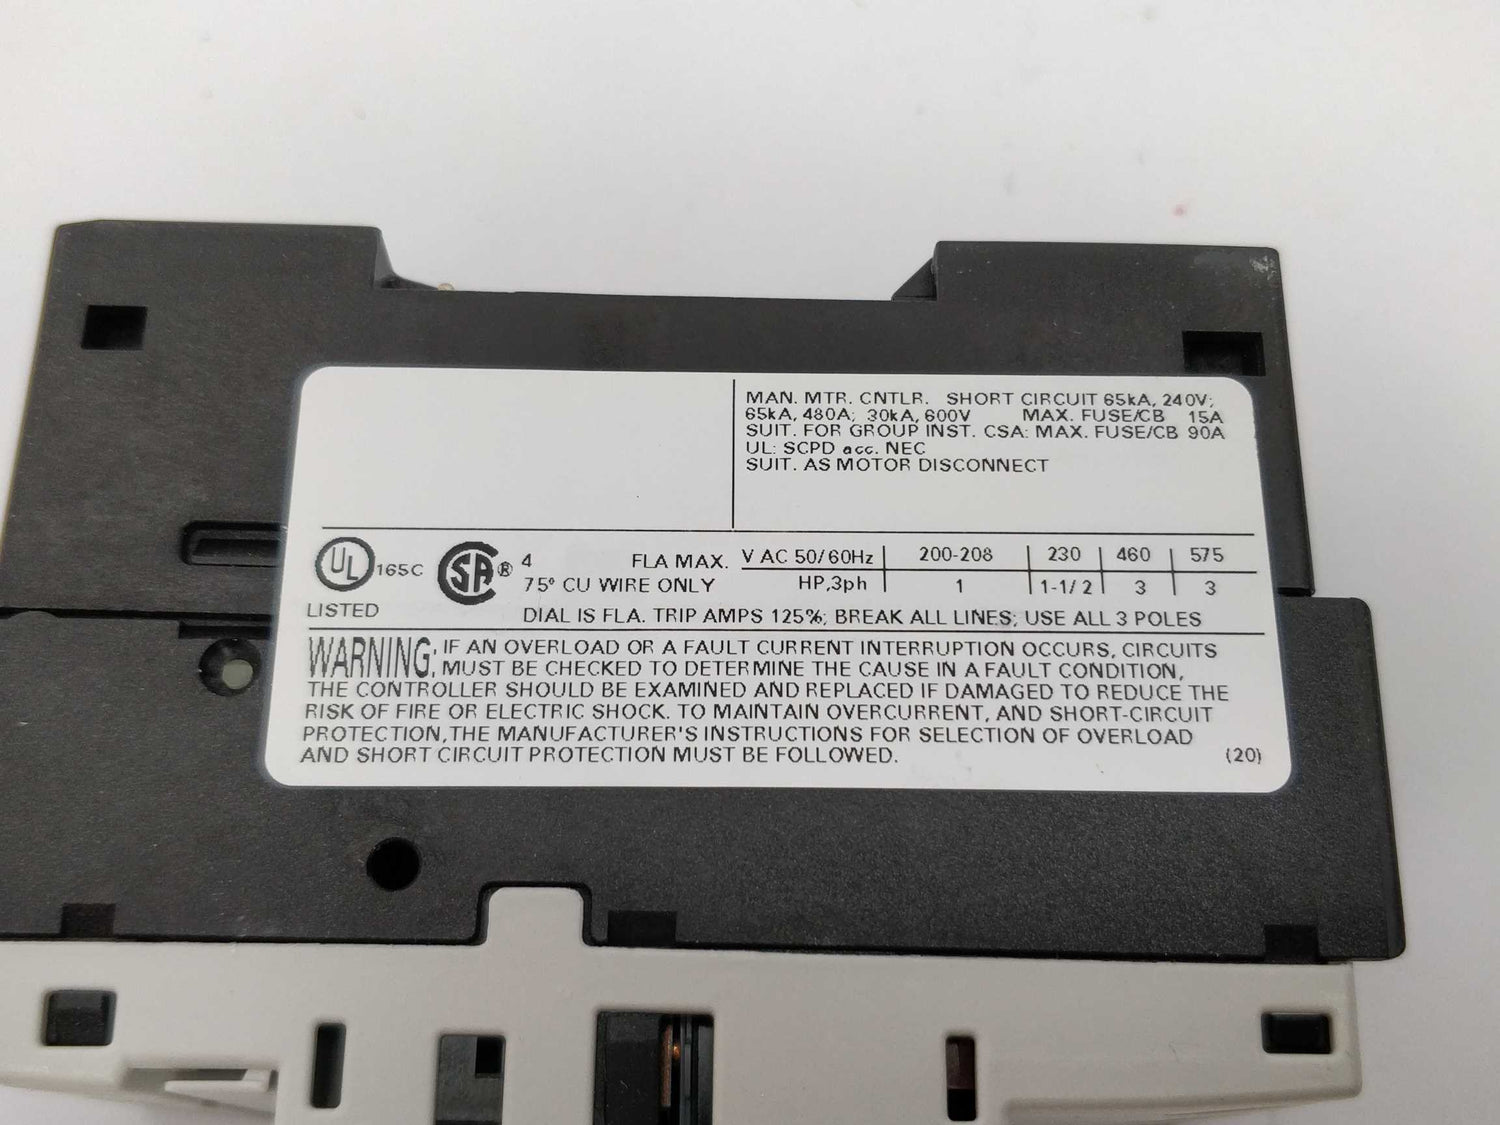 MAN. MTR. CNTLR. SHORT CIRCUIT 65kA, 240V;
65kA, 480A; 30kA, 600V MAX. FUSE/CB 15A
SUIT. FOR GROUP INST. CSA: MAX. FUSE/CB 90A
UL: SCPD acc. NEC
SUIT. AS MOTOR DISCONNECT
UL 165C
LISTED
SA ® 4 FLA MAX. V AC 50/60Hz 200-208 230 460 575
75° CU WIRE ONLY HP,3ph 1 1-1/2 3 3
DIAL IS FLA. TRIP AMPS 125%; BREAK ALL LINES; USE ALL 3 POLES
WARNING: IF AN OVERLOAD OR A FAULT CURRENT INTERRUPTION OCCURS, CIRCUITS
MUST BE CHECKED TO DETERMINE THE CAUSE IN A FAULT CONDITION,
THE CONTROLLER SHOULD BE EXAMINED AND REPLACED IF DAMAGED TO REDUCE THE
RISK OF FIRE OR ELECTRIC SHOCK. TO MAINTAIN OVERCURRENT, AND SHORT-CIRCUIT
PROTECTION,THE MANUFACTURER'S INSTRUCTIONS FOR SELECTION OF OVERLOAD
AND SHORT CIRCUIT PROTECTION MUST BE FOLLOWED. (20)